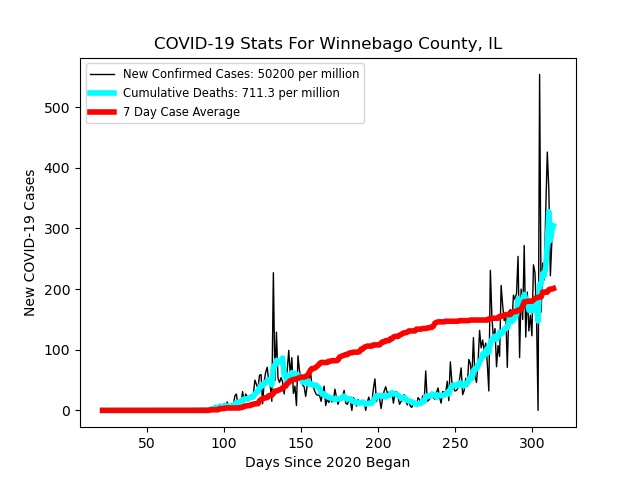 COVID-19 Stats For Winnebago County, IL
New Confirmed Cases: 50200 per million
Cumulative Deaths: 711.3 per million
7 Day Case Average
New COVID-19 Cases
500
400
300
200
100
0
50
100
150
200
250
300
Days Since 2020 Began